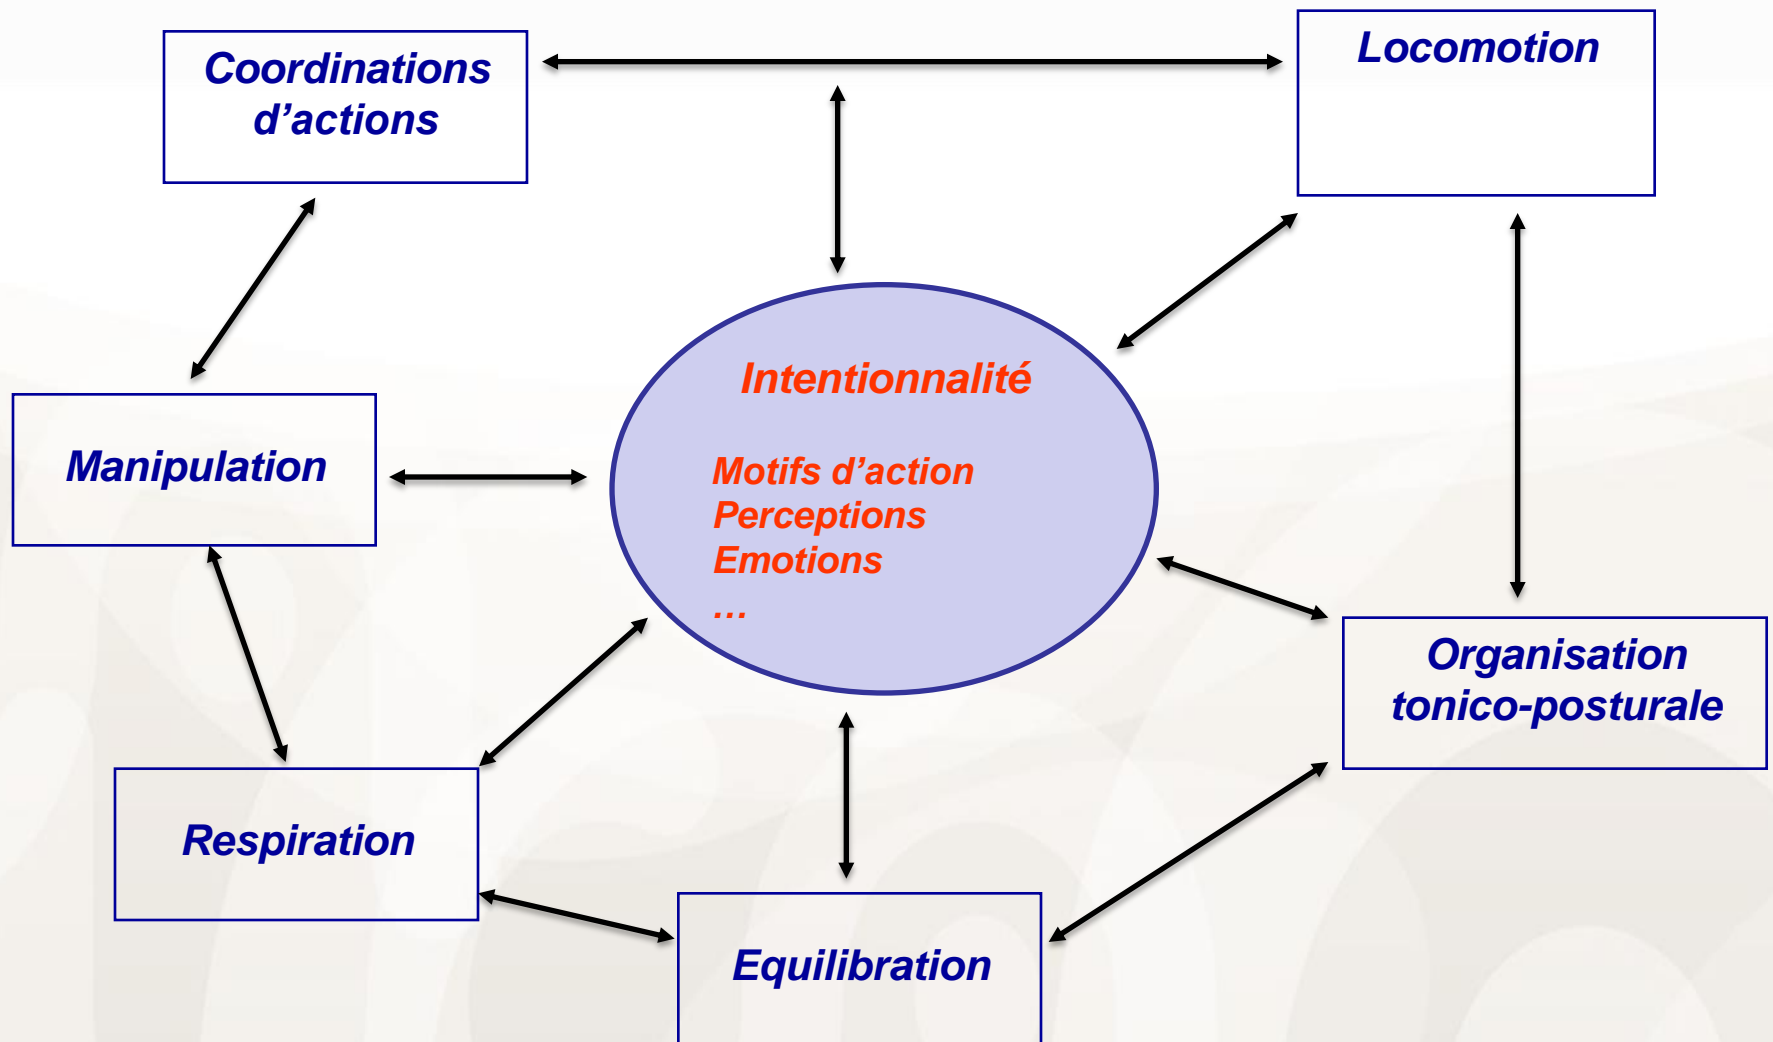 Coordinations
d’actions
Locomotion
Intentionnalité
Motifs d’action
Perceptions
Emotions
…
Manipulation
Organisation
tonico-posturale
Respiration
Equilibration